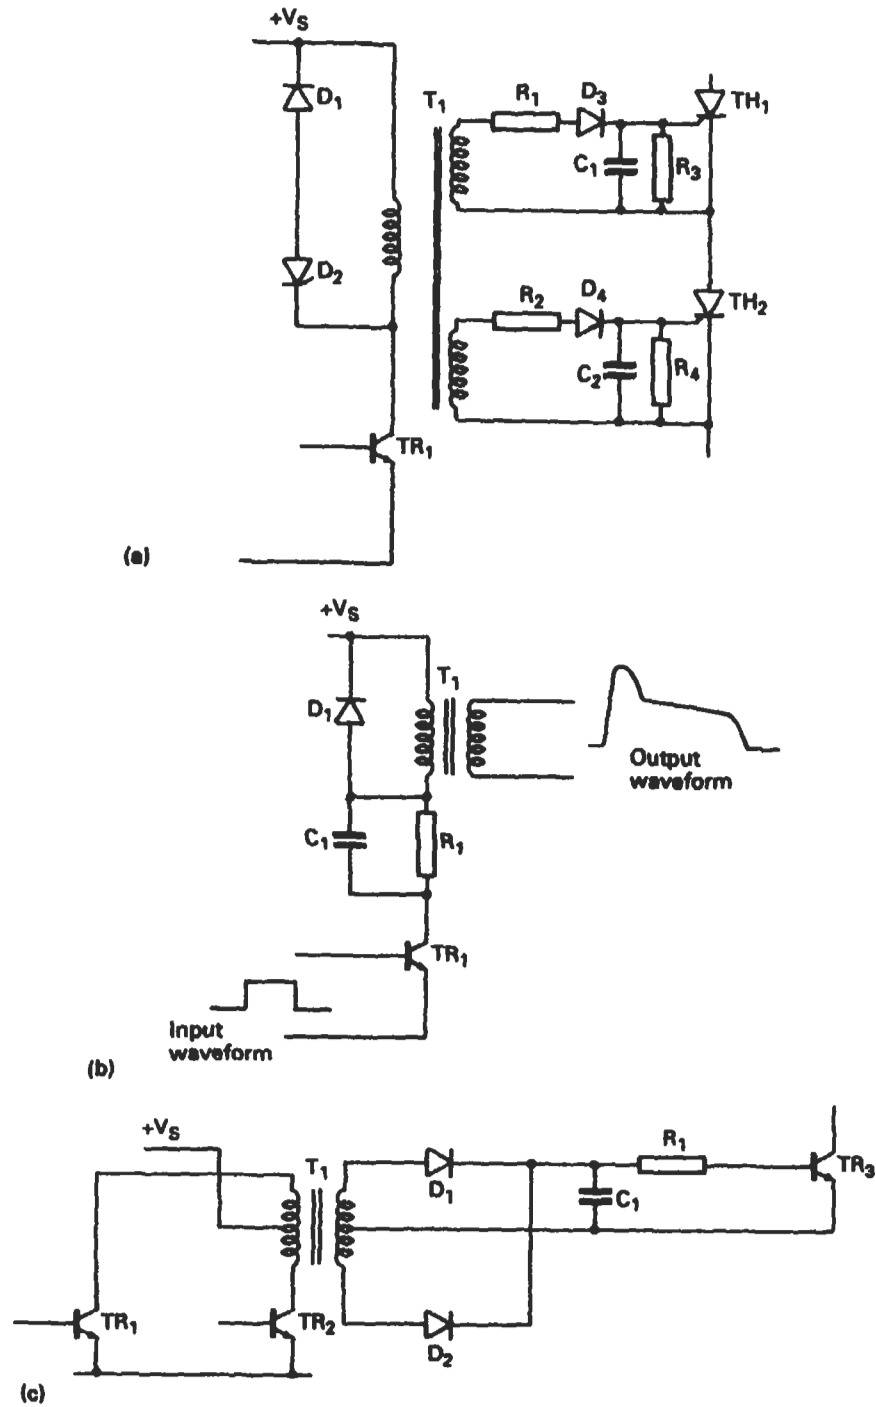 +VS
D1
D2
TR1
T1
R1
D3
TH1
C1
R3
R2
D4
TH2
C2
R4
(a)
+VS
D1
T1
C1
R1
TR1
Output
waveform
Input
waveform
(b)
+VS
T1
TR1
TR2
D1
D2
C1
R1
TR3
(c)